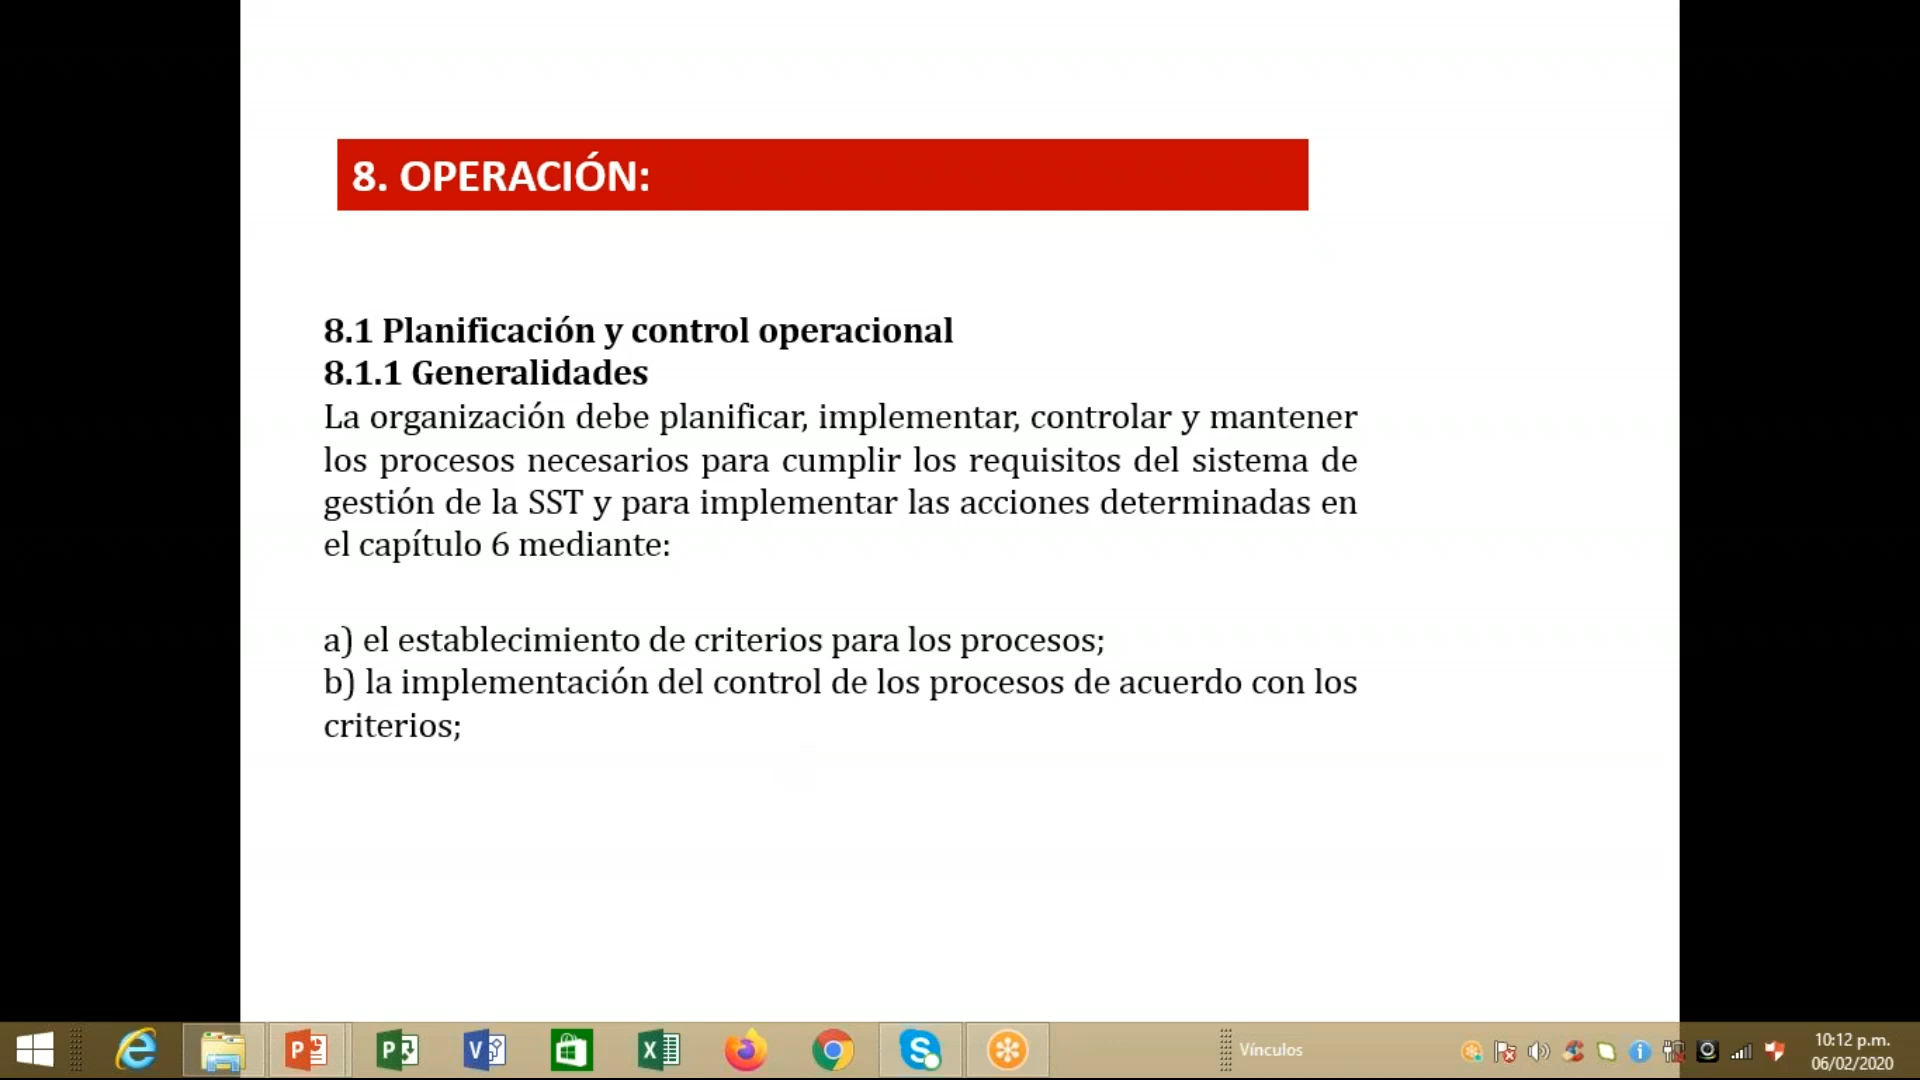 8. OPERACIÓN:
8.1 Planificación y control operacional
8.1.1 Generalidades
La organización debe planificar, implementar, controlar y mantener
los procesos necesarios para cumplir los requisitos del sistema de
gestión de la SST y para implementar las acciones determinadas en
el capítulo 6 mediante:
a) el establecimiento de criterios para los procesos;
b) la implementación del control de los procesos de acuerdo con los
criterios;
Vínculos
10:12 p.m.
06/02/2020